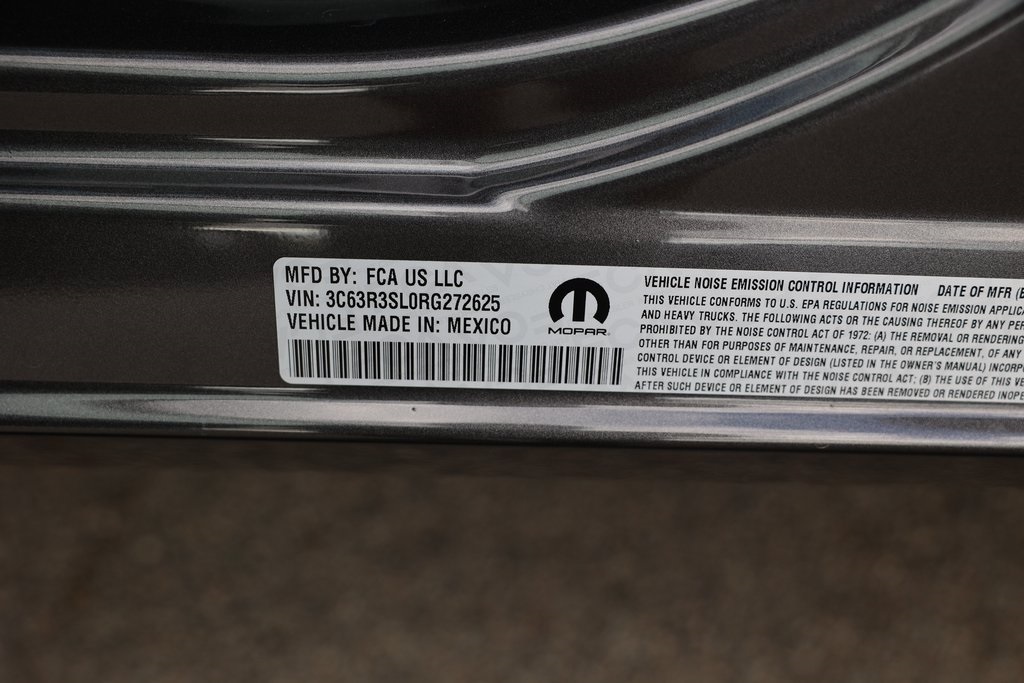 MFD BY: FCA US LLC
VIN: 3C63R3SL0RG272625
VEHICLE MADE IN: MEXICO
MOPAR
VEHICLE NOISE EMISSION CONTROL INFORMATION DATE OF MFR (
THIS VEHICLE CONFORMS TO U.S. EPA REGULATIONS FOR NOISE EMISSION
AND HEAVY TRUCKS. THE FOLLOWING ACTS OR THE CAUSING THEREOF BY ANY
PROHIBITED BY THE NOISE CONTROL ACT OF 1972: (A) THE REMOVAL OR RENDERING
OTHER THAN FOR PURPOSES OF MAINTENANCE, REPAIR, OR REPLACEMENT, OF ANY
CONTROL DEVICE OR ELEMENT OF DESIGN (LISTED IN THE OWNER'S MANUAL)
THIS VEHICLE IN COMPLIANCE WITH THE NOISE CONTROL ACT; (B) THE USE OF THIS
AFTER SUCH DEVICE OR ELEMENT OF DESIGN HAS BEEN REMOVED OR RENDERED